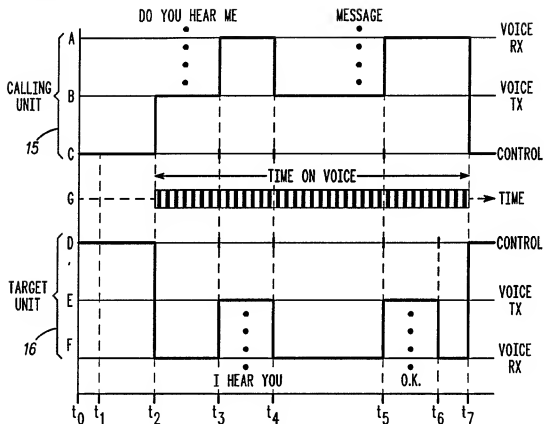 DO YOU HEAR ME MESSAGE
A VOICE RX
CALLING UNIT B VOICE TX
15 C CONTROL
TIME ON VOICE
G TIME
D CONTROL
TARGET UNIT E VOICE TX
16 F VOICE RX
I HEAR YOU O.K.
t0 t1 t2 t3 t4 t5 t6 t7